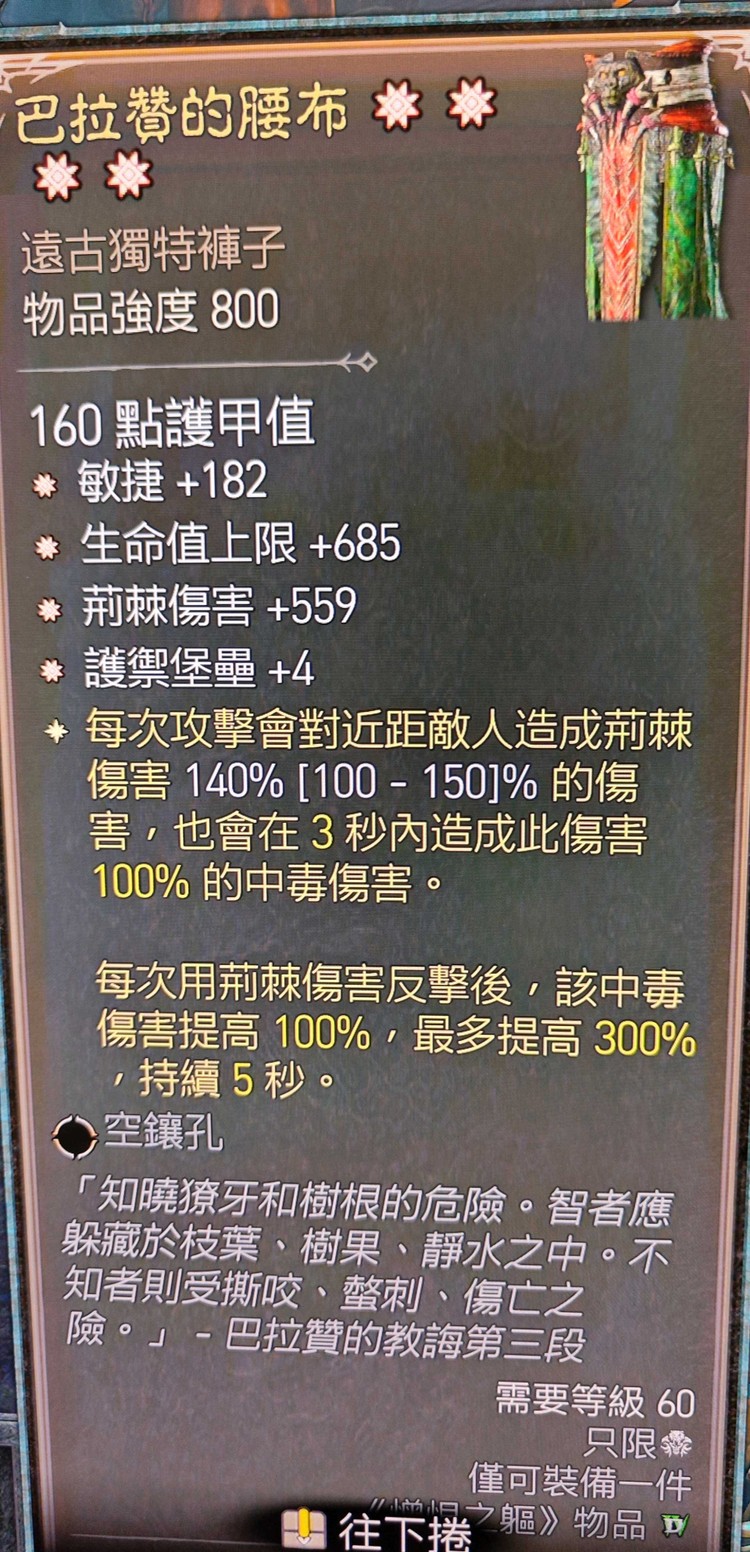 巴拉贊的腰布
遠古獨特褲子
物品強度 800
160 點護甲值
敏捷 +182
生命值上限 +685
荊棘傷害 +559
護禦堡壘 +4
每次攻擊會對近距敵人造成荊棘
傷害 140% [100 - 150]% 的傷
害，也會在 3 秒內造成此傷害
100% 的中毒傷害。
每次用荊棘傷害反擊後，該中毒
傷害提高 100%，最多提高 300%
，持續 5 秒。
空鑲孔
「知曉獠牙和樹根的危險。智者應
躲藏於枝葉、樹果、靜水之中。不
知者則受撕咬、螫刺、傷亡之
險。」 - 巴拉贊的教誨第三段
需要等級 60
只限
僅可裝備一件
之軀》物品
往下捲